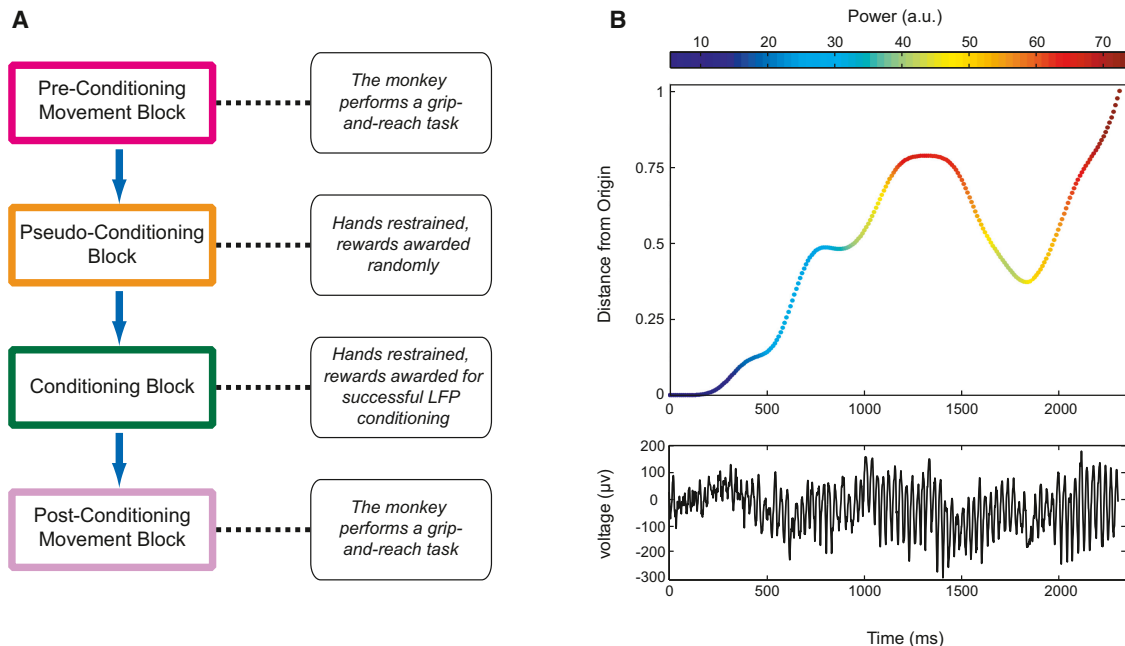 A
Pre-Conditioning
Movement Block
The monkey
performs a grip-
and-reach task
Pseudo-Conditioning
Block
Hands restrained,
rewards awarded
randomly
Conditioning Block
Hands restrained,
rewards awarded for
successful LFP
conditioning
Post-Conditioning
Movement Block
The monkey
performs a grip-
and-reach task
B
Power (a.u.)
10 20 30 40 50 60 70
Distance from Origin
1
0.75
0.5
0.25
0
0 500 1000 1500 2000
voltage (μv)
200
100
0
-100
-200
-300
0 500 1000 1500 2000
Time (ms)